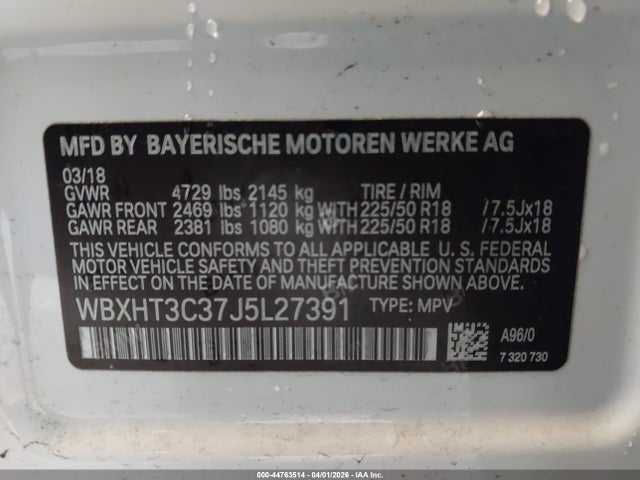 MFD BY BAYERISCHE MOTOREN WERKE AG
03/18
GVWR 4729 lbs 2145 kg TIRE / RIM
GAWR FRONT 2469 lbs 1120 kg WITH 225/50 R18 / 7.5Jx18
GAWR REAR 2381 lbs 1080 kg WITH 225/50 R18 / 7.5Jx18
THIS VEHICLE CONFORMS TO ALL APPLICABLE U. S. FEDERAL
MOTOR VEHICLE SAFETY AND THEFT PREVENTION STANDARDS
IN EFFECT ON THE DATE OF MANUFACTURE SHOWN ABOVE.
WBXHT3C37J5L27391 TYPE: MPV
A96/0
7 320 730
000-44763514 04/01/2026 Copyright IAA, LLC